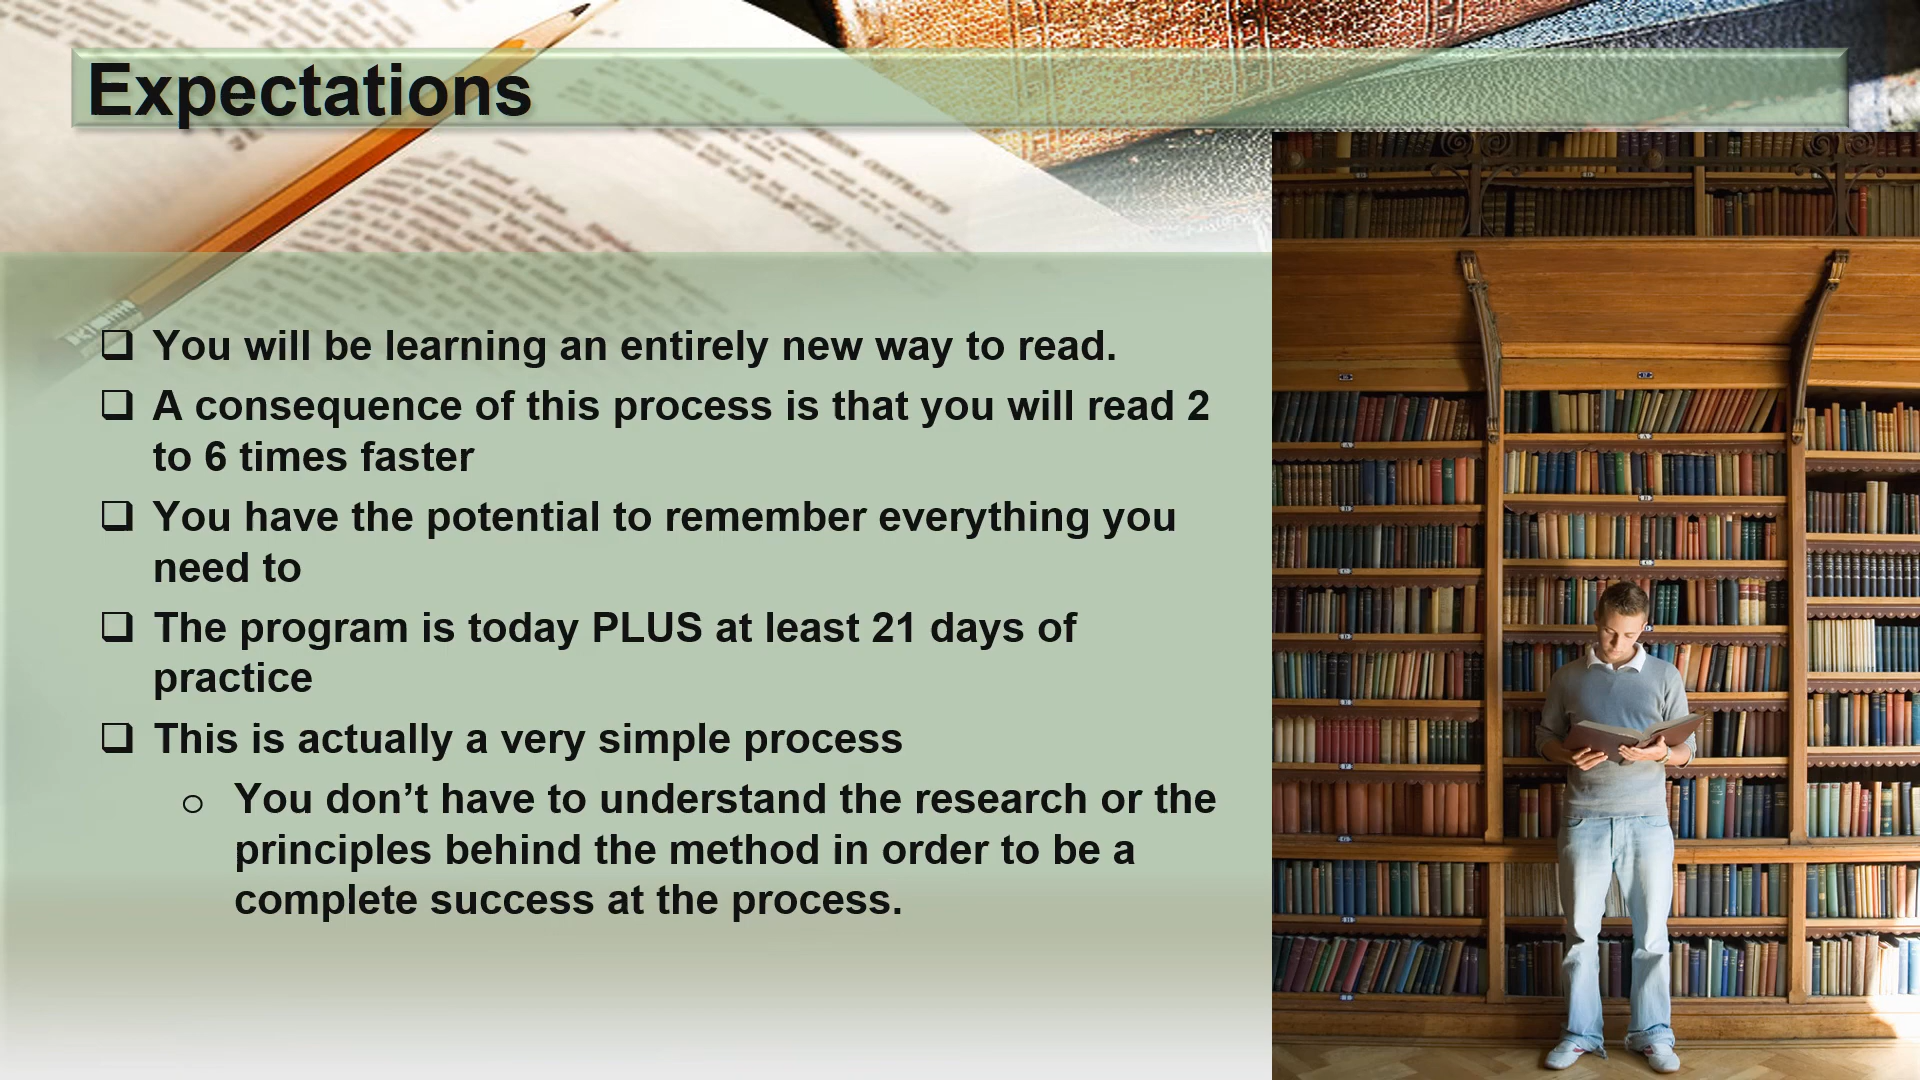 Expectations
You will be learning an entirely new way to read.
A consequence of this process is that you will read 2
to 6 times faster
You have the potential to remember everything you
need to
The program is today PLUS at least 21 days of
practice
This is actually a very simple process
You don’t have to understand the research or the
principles behind the method in order to be a
complete success at the process.